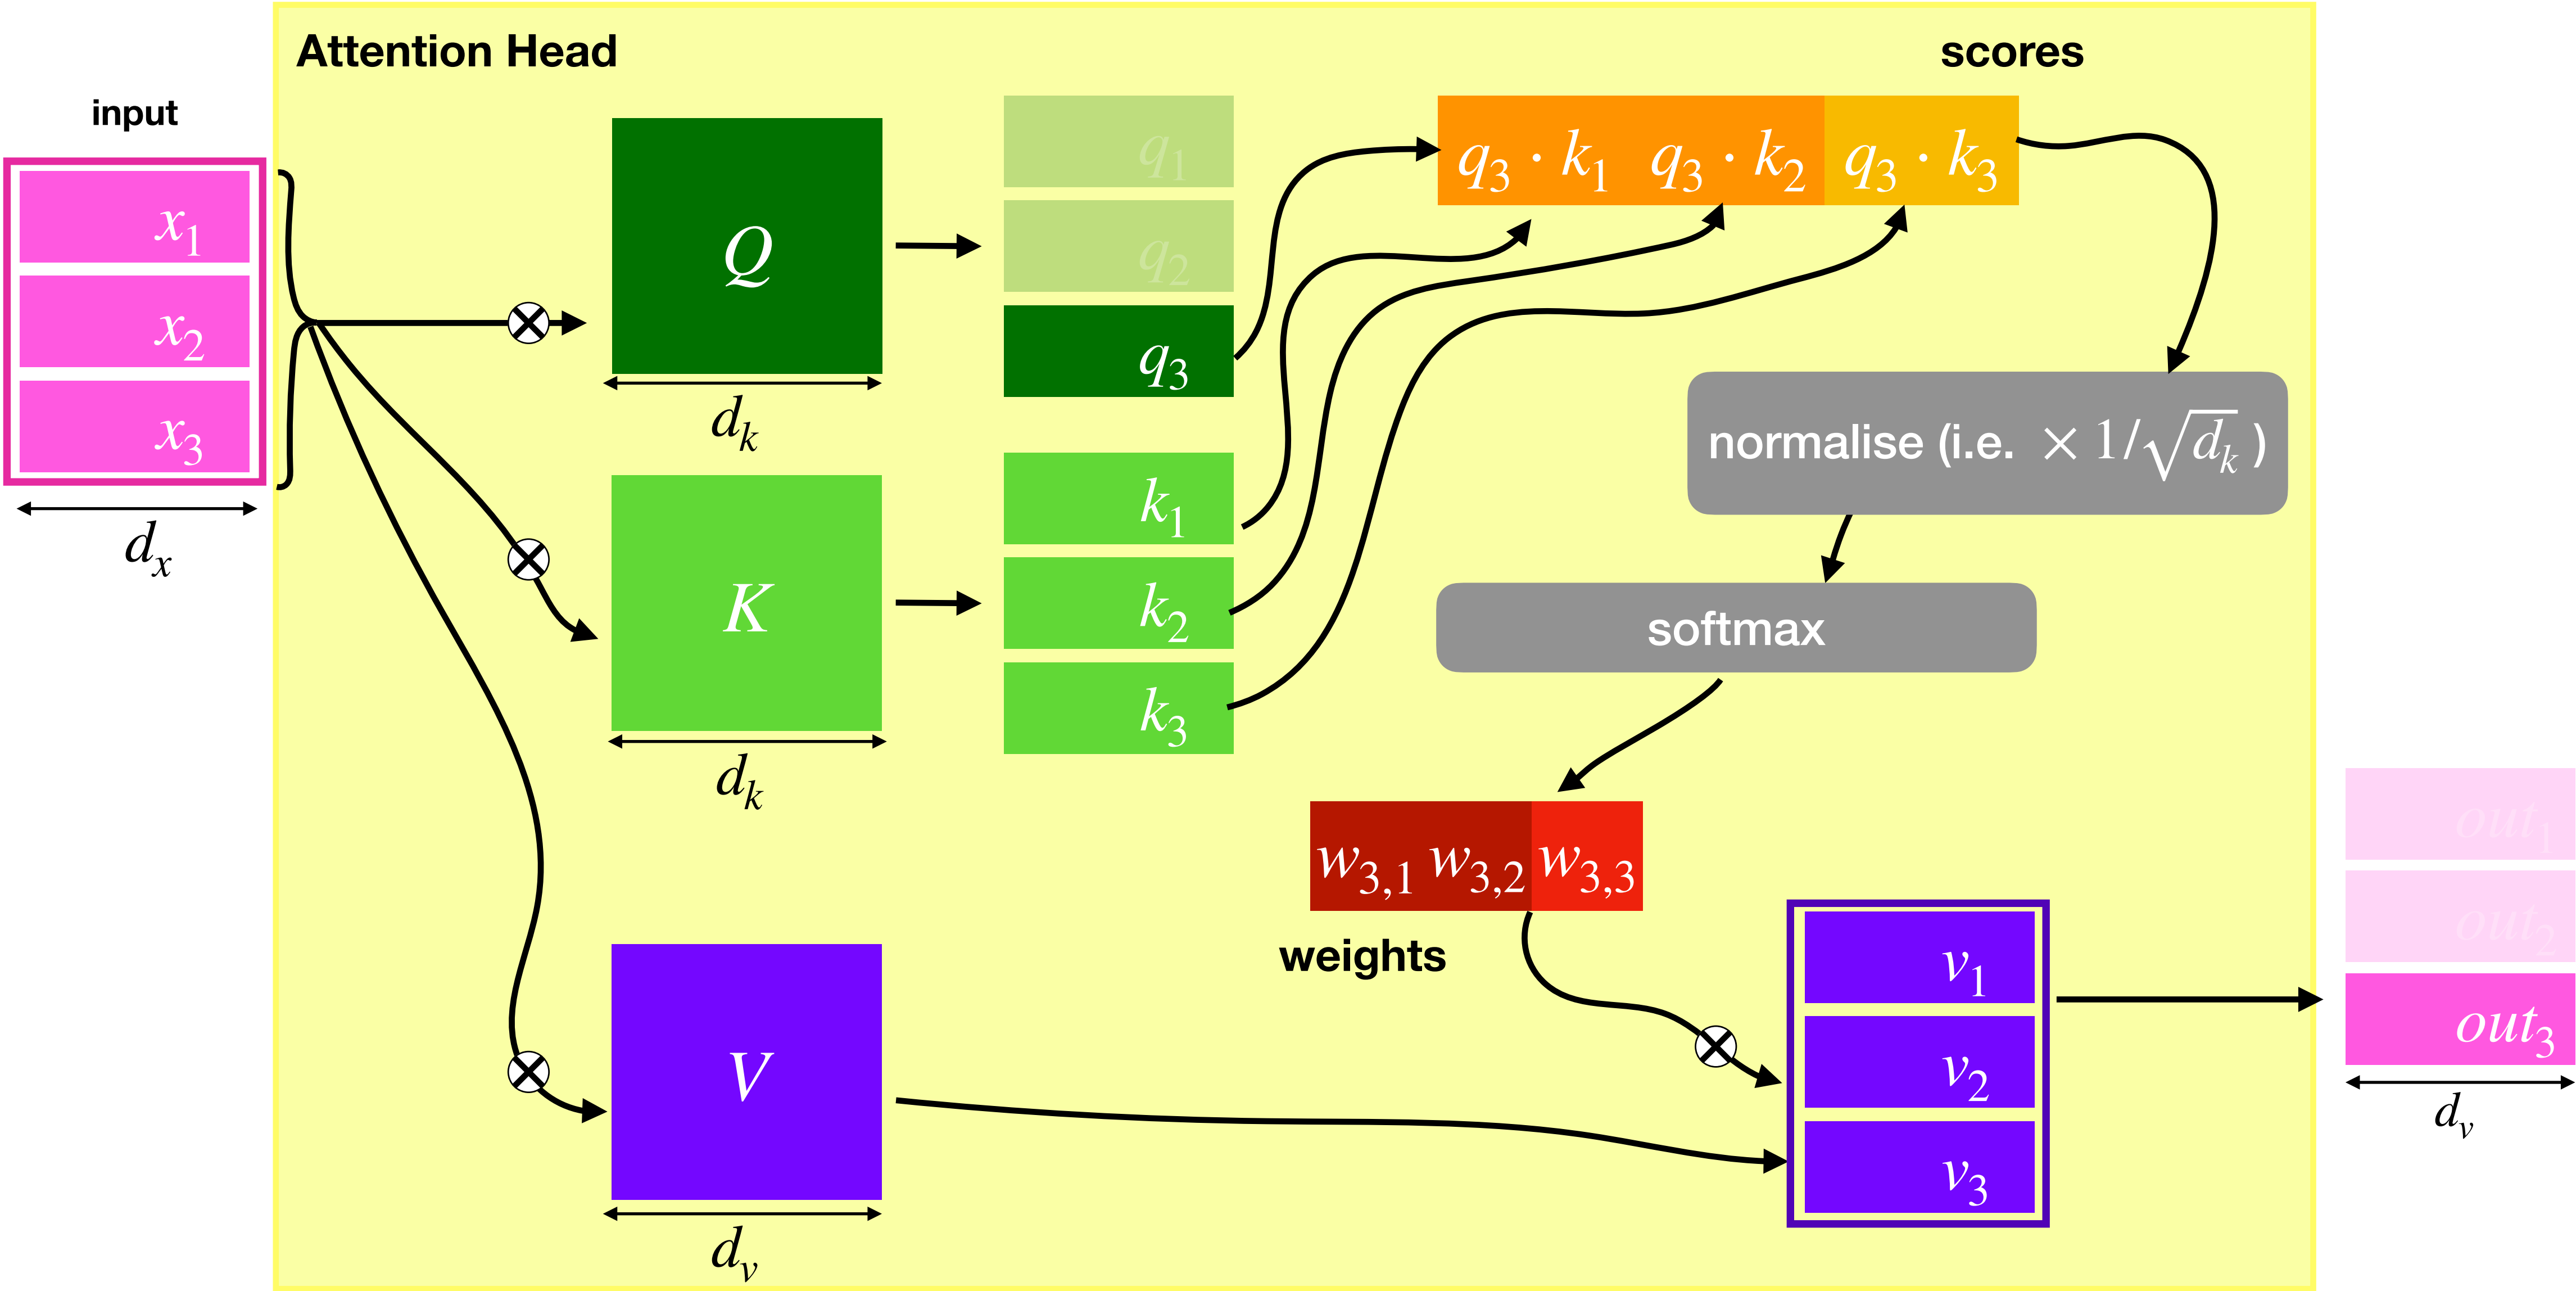 Attention Head
scores
input
x₁
x₂
x₃
dₓ
Q
dₖ
K
dₖ
V
dᵥ
q₁
q₂
q₃
k₁
k₂
k₃
q₃ · k₁ q₃ · k₂ q₃ · k₃
normalise (i.e. × 1/√dₖ )
softmax
w₃,₁ w₃,₂ w₃,₃
weights
v₁
v₂
v₃
out₁
out₂
out₃
dᵥ